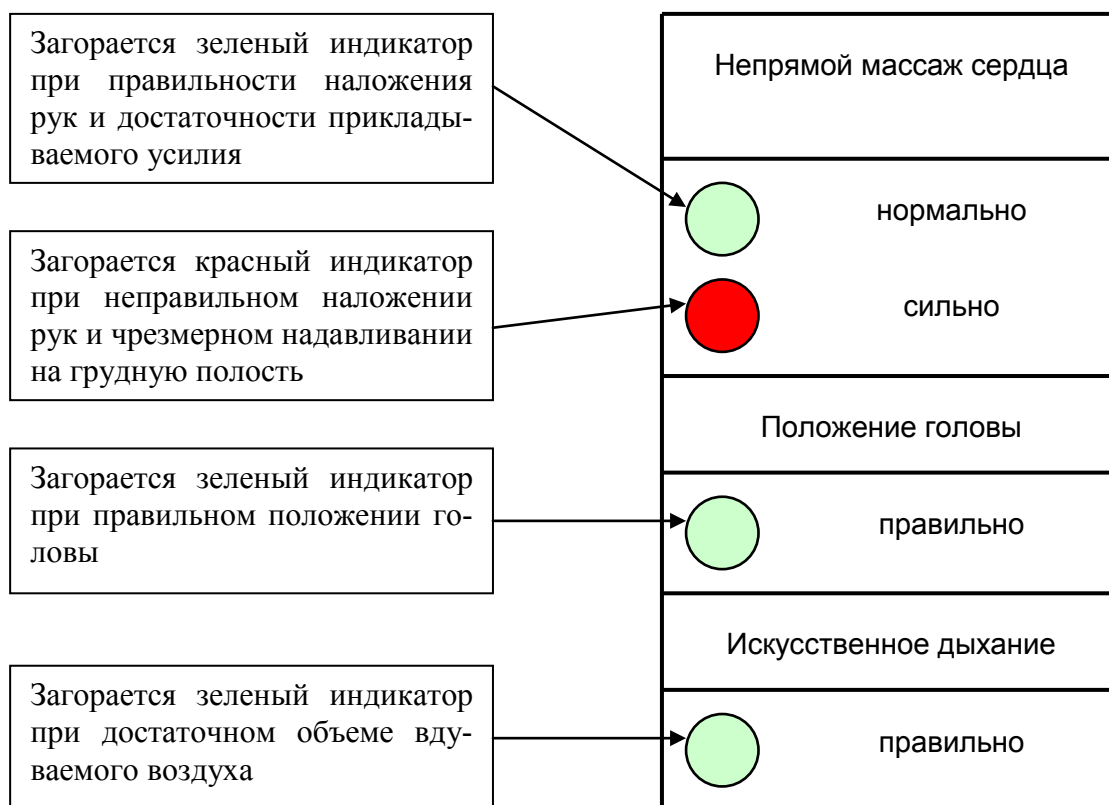 Загорается зеленый индикатор
при правильности наложения
рук и достаточности приклады-
ваемого усилия
Загорается красный индикатор
при неправильном наложении
рук и чрезмерном надавливании
на грудную полость
Загорается зеленый индикатор
при правильном положении го-
ловы
Загорается зеленый индикатор
при достаточном объеме вду-
ваемого воздуха
Непрямой массаж сердца
нормально
сильно
Положение головы
правильно
Искусственное дыхание
правильно